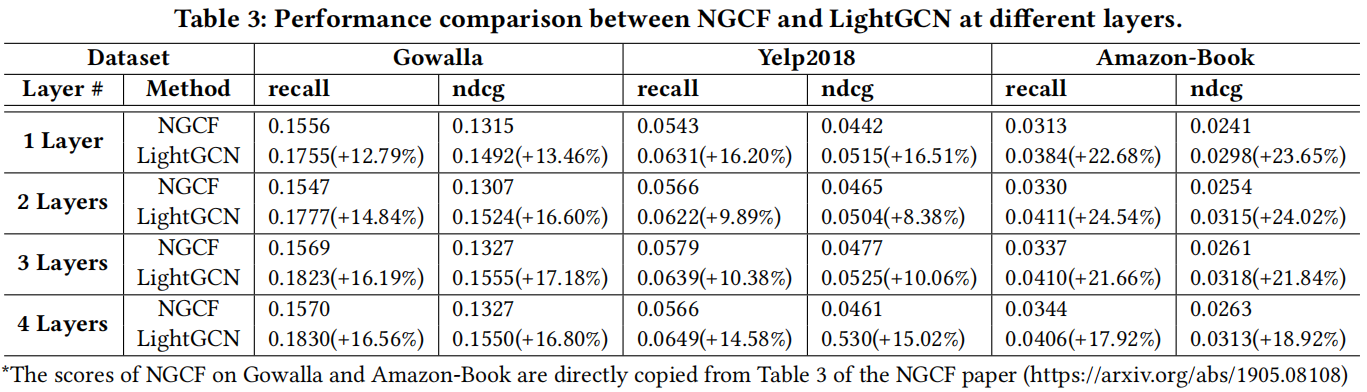 Table 3: Performance comparison between NGCF and LightGCN at different layers.
Dataset Gowalla Yelp2018 Amazon-Book
Layer # Method recall ndcg recall ndcg recall ndcg
1 Layer NGCF 0.1556 0.1315 0.0543 0.0442 0.0313 0.0241
LightGCN 0.1755(+12.79%) 0.1492(+13.46%) 0.0631(+16.20%) 0.0515(+16.51%) 0.0384(+22.68%) 0.0298(+23.65%)
2 Layers NGCF 0.1547 0.1307 0.0566 0.0465 0.0330 0.0254
LightGCN 0.1777(+14.84%) 0.1524(+16.60%) 0.0622(+9.89%) 0.0504(+8.38%) 0.0411(+24.54%) 0.0315(+24.02%)
3 Layers NGCF 0.1569 0.1327 0.0579 0.0477 0.0337 0.0261
LightGCN 0.1823(+16.19%) 0.1555(+17.18%) 0.0639(+10.38%) 0.0525(+10.06%) 0.0410(+21.66%) 0.0318(+21.84%)
4 Layers NGCF 0.1570 0.1327 0.0566 0.0461 0.0344 0.0263
LightGCN 0.1830(+16.56%) 0.1550(+16.80%) 0.0649(+14.58%) 0.530(+15.02%) 0.0406(+17.92%) 0.0313(+18.92%)
*The scores of NGCF on Gowalla and Amazon-Book are directly copied from Table 3 of the NGCF paper (https://arxiv.org/abs/1905.08108)